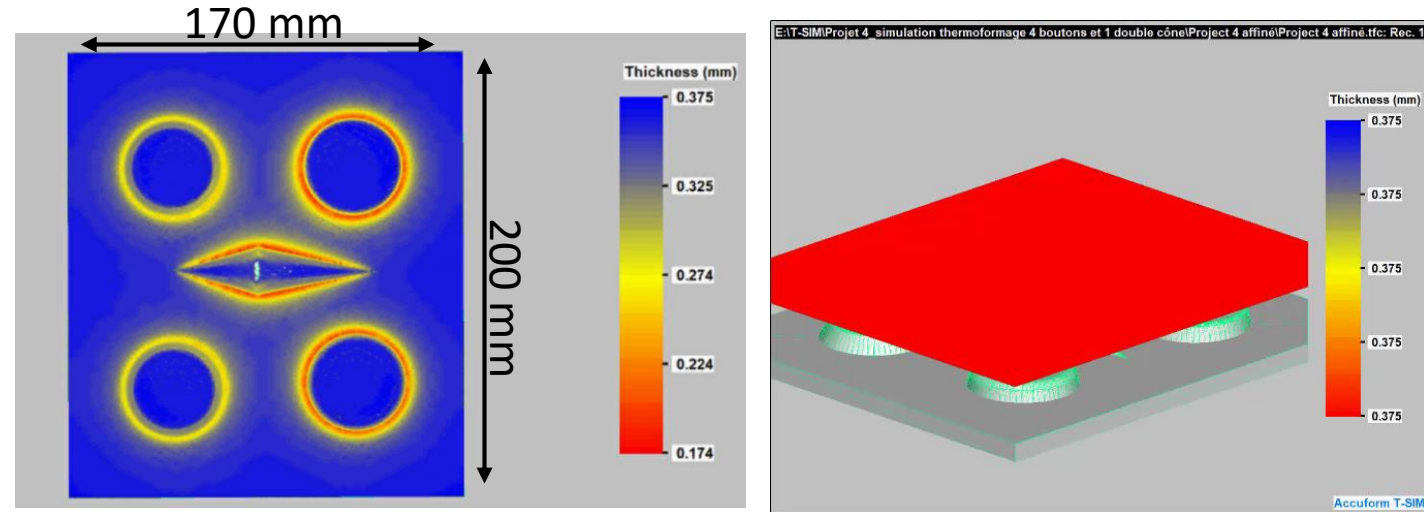 170 mm
Thickness (mm)
0.375
0.325
0.274
0.224
0.174
200 mm
E:\T-SIM\Projet 4_simulation thermoformage 4 boutons et 1 double cône\Project 4 affiné\Project 4 affiné.tfc: Rec. 1
Thickness (mm)
0.375
0.375
0.375
0.375
0.375
Accuform T-SIM